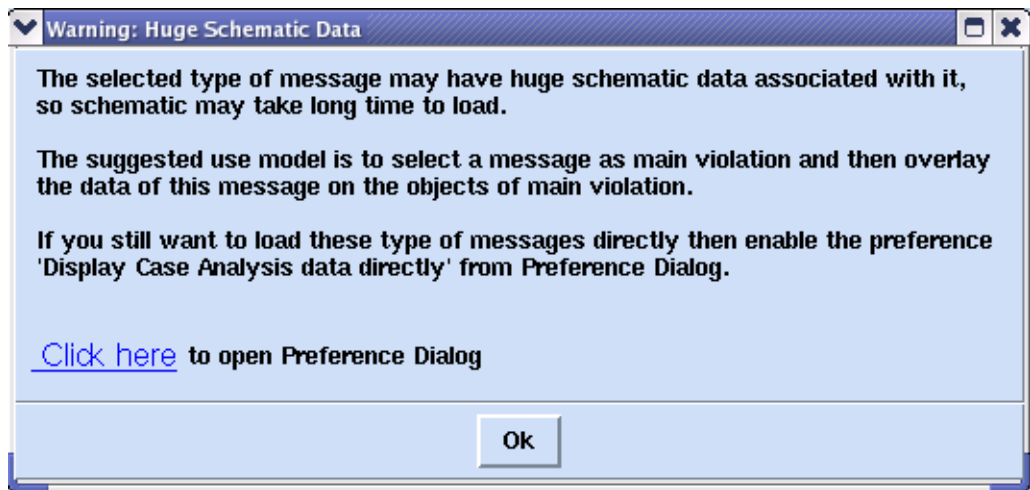 Warning: Huge Schematic Data
The selected type of message may have huge schematic data associated with it,
so schematic may take long time to load.
The suggested use model is to select a message as main violation and then overlay
the data of this message on the objects of main violation.
If you still want to load these type of messages directly then enable the preference
'Display Case Analysis data directly' from Preference Dialog.
Click here to open Preference Dialog
Ok